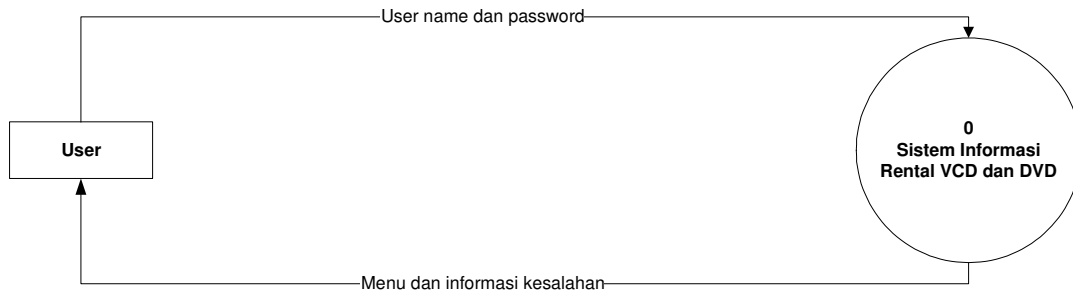 User name dan password
User
0
Sistem Informasi
Rental VCD dan DVD
Menu dan informasi kesalahan